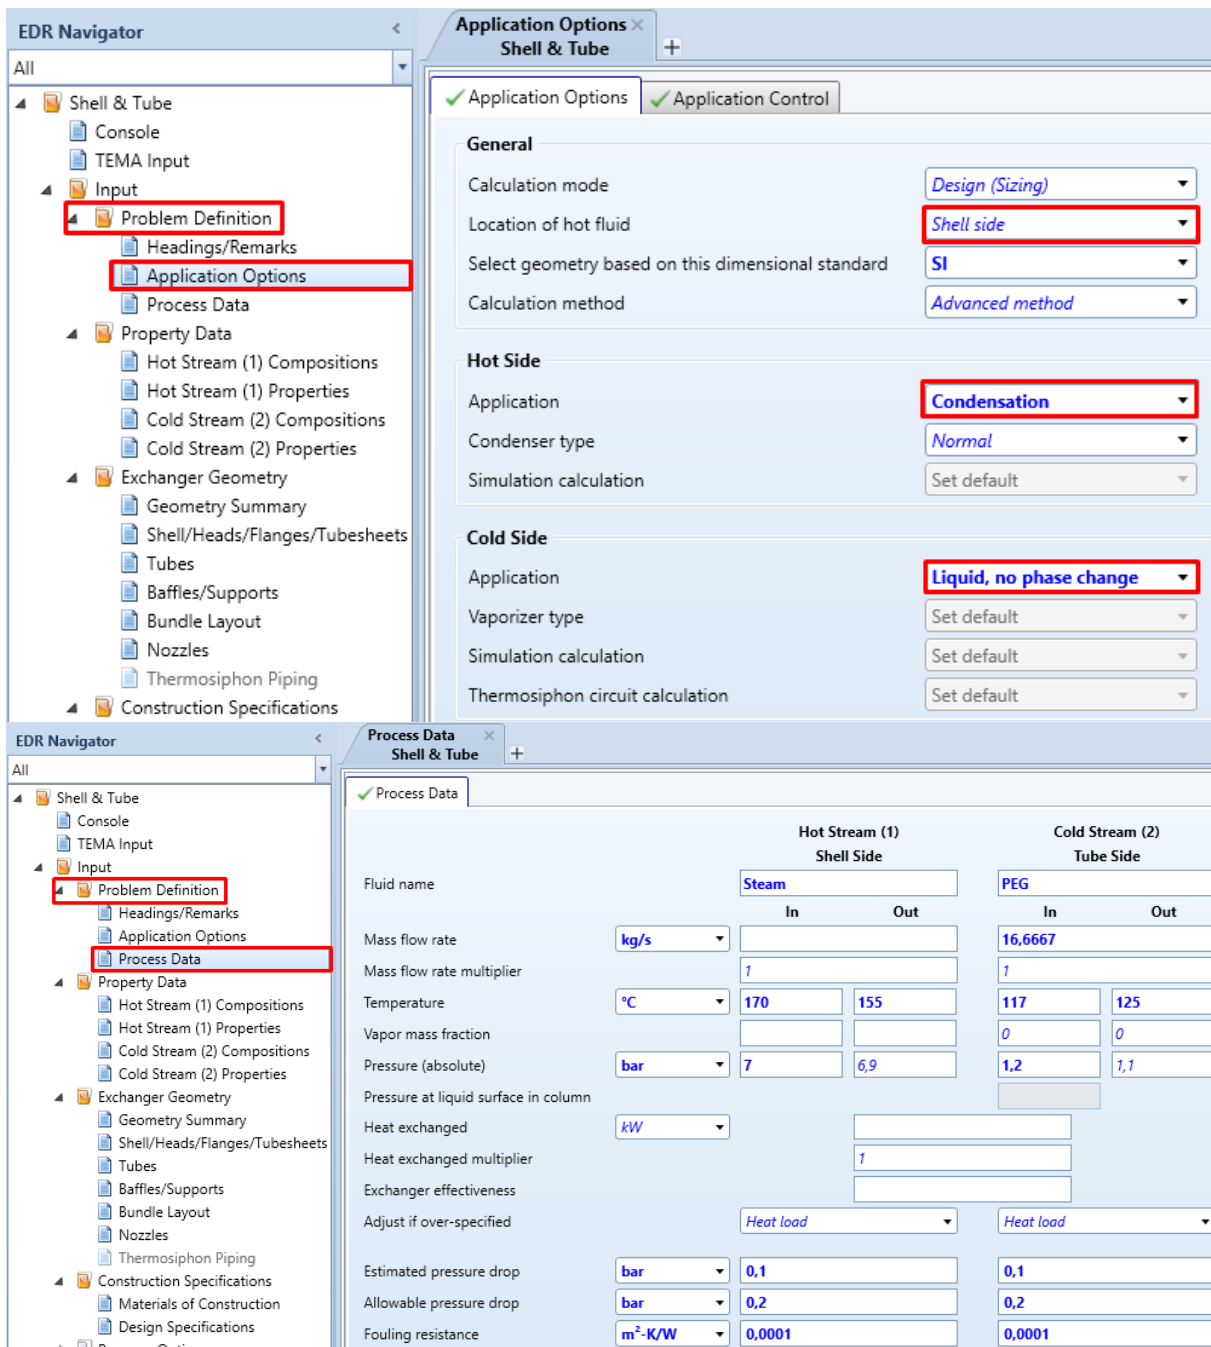 EDR Navigator
All
Shell & Tube
Console
TEMA Input
Input
Problem Definition
Headings/Remarks
Application Options
Process Data
Property Data
Hot Stream (1) Compositions
Hot Stream (1) Properties
Cold Stream (2) Compositions
Cold Stream (2) Properties
Exchanger Geometry
Geometry Summary
Shell/Heads/Flanges/Tubesheets
Tubes
Baffles/Supports
Bundle Layout
Nozzles
Thermosiphon Piping
Construction Specifications
Application Options
Shell & Tube
Application Options
Application Control
General
Calculation mode Design (Sizing)
Location of hot fluid Shell side
Select geometry based on this dimensional standard SI
Calculation method Advanced method
Hot Side
Application Condensation
Condenser type Normal
Simulation calculation Set default
Cold Side
Application Liquid, no phase change
Vaporizer type Set default
Simulation calculation Set default
Thermosiphon circuit calculation Set default
EDR Navigator
All
Shell & Tube
Console
TEMA Input
Input
Problem Definition
Headings/Remarks
Application Options
Process Data
Property Data
Hot Stream (1) Compositions
Hot Stream (1) Properties
Cold Stream (2) Compositions
Cold Stream (2) Properties
Exchanger Geometry
Geometry Summary
Shell/Heads/Flanges/Tubesheets
Tubes
Baffles/Supports
Bundle Layout
Nozzles
Thermosiphon Piping
Construction Specifications
Materials of Construction
Design Specifications
Process Data
Shell & Tube
Process Data
Hot Stream (1) Cold Stream (2)
Shell Side Tube Side
Fluid name Steam PEG
In Out In Out
Mass flow rate kg/s 16,6667
Mass flow rate multiplier 1 1
Temperature °C 170 155 117 125
Vapor mass fraction 0 0
Pressure (absolute) bar 7 6,9 1,2 1,1
Pressure at liquid surface in column
Heat exchanged kW
Heat exchanged multiplier 1
Exchanger effectiveness
Adjust if over-specified Heat load Heat load
Estimated pressure drop bar 0,1 0,1
Allowable pressure drop bar 0,2 0,2
Fouling resistance m²-K/W 0,0001 0,0001